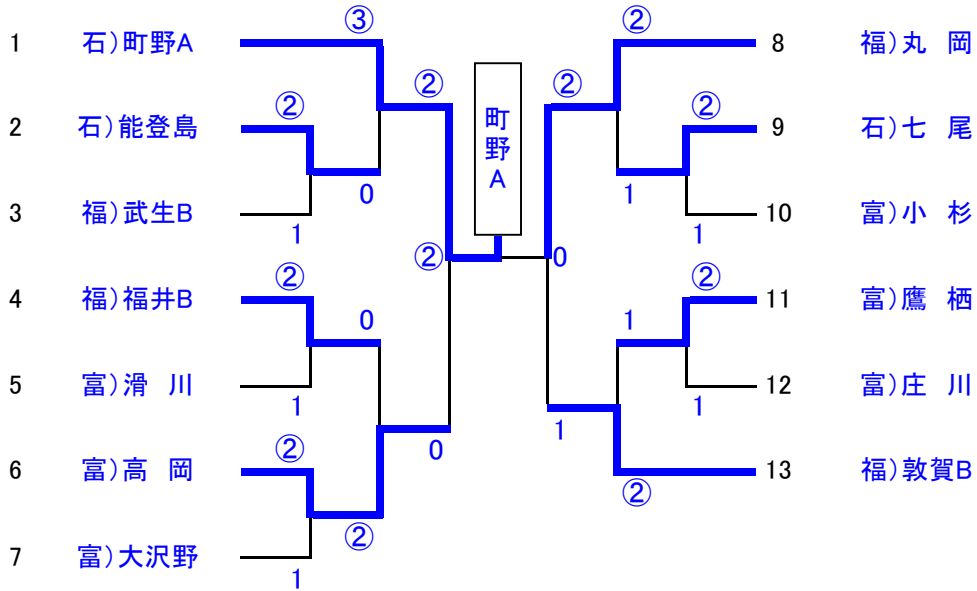 ③
②
1 石)町野A
8 福)丸 岡
②
②
町野A
②
②
2 石)能登島
9 石)七 尾
0
1
3 福)武生B
10 富)小 杉
1
1
②
0
②
②
4 福)福井B
11 富)鷹 栖
0
1
5 富)滑 川
12 富)庄 川
1
1
②
0
1
6 富)高 岡
13 福)敦賀B
②
②
7 富)大沢野
1